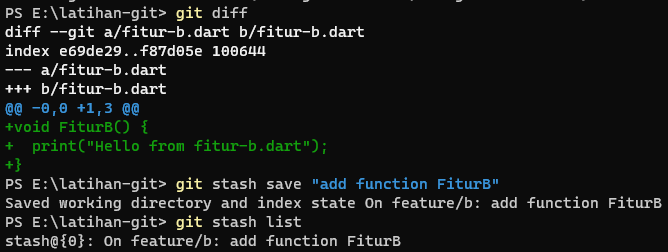 PS E:\latihan-git> git diff
diff --git a/fitur-b.dart b/fitur-b.dart
index e69de29..f87d05e 100644
--- a/fitur-b.dart
+++ b/fitur-b.dart
@@ -0,0 +1,3 @@
+void FiturB() {
+  print("Hello from fitur-b.dart");
+}
PS E:\latihan-git> git stash save "add function FiturB"
Saved working directory and index state On feature/b: add function FiturB
PS E:\latihan-git> git stash list
stash@{0}: On feature/b: add function FiturB